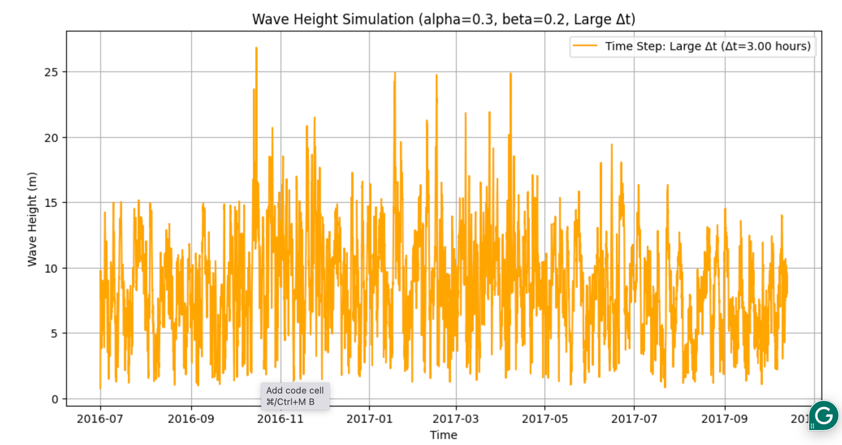 Wave Height Simulation (alpha=0.3, beta=0.2, Large Δt)
Time Step: Large Δt (Δt=3.00 hours)
Wave Height (m)
25
20
15
10
5
0
Add code cell
⌘/Ctrl+M B
2016-07 2016-09 2016-11 2017-01 2017-03 2017-05 2017-07 2017-09
Time
G